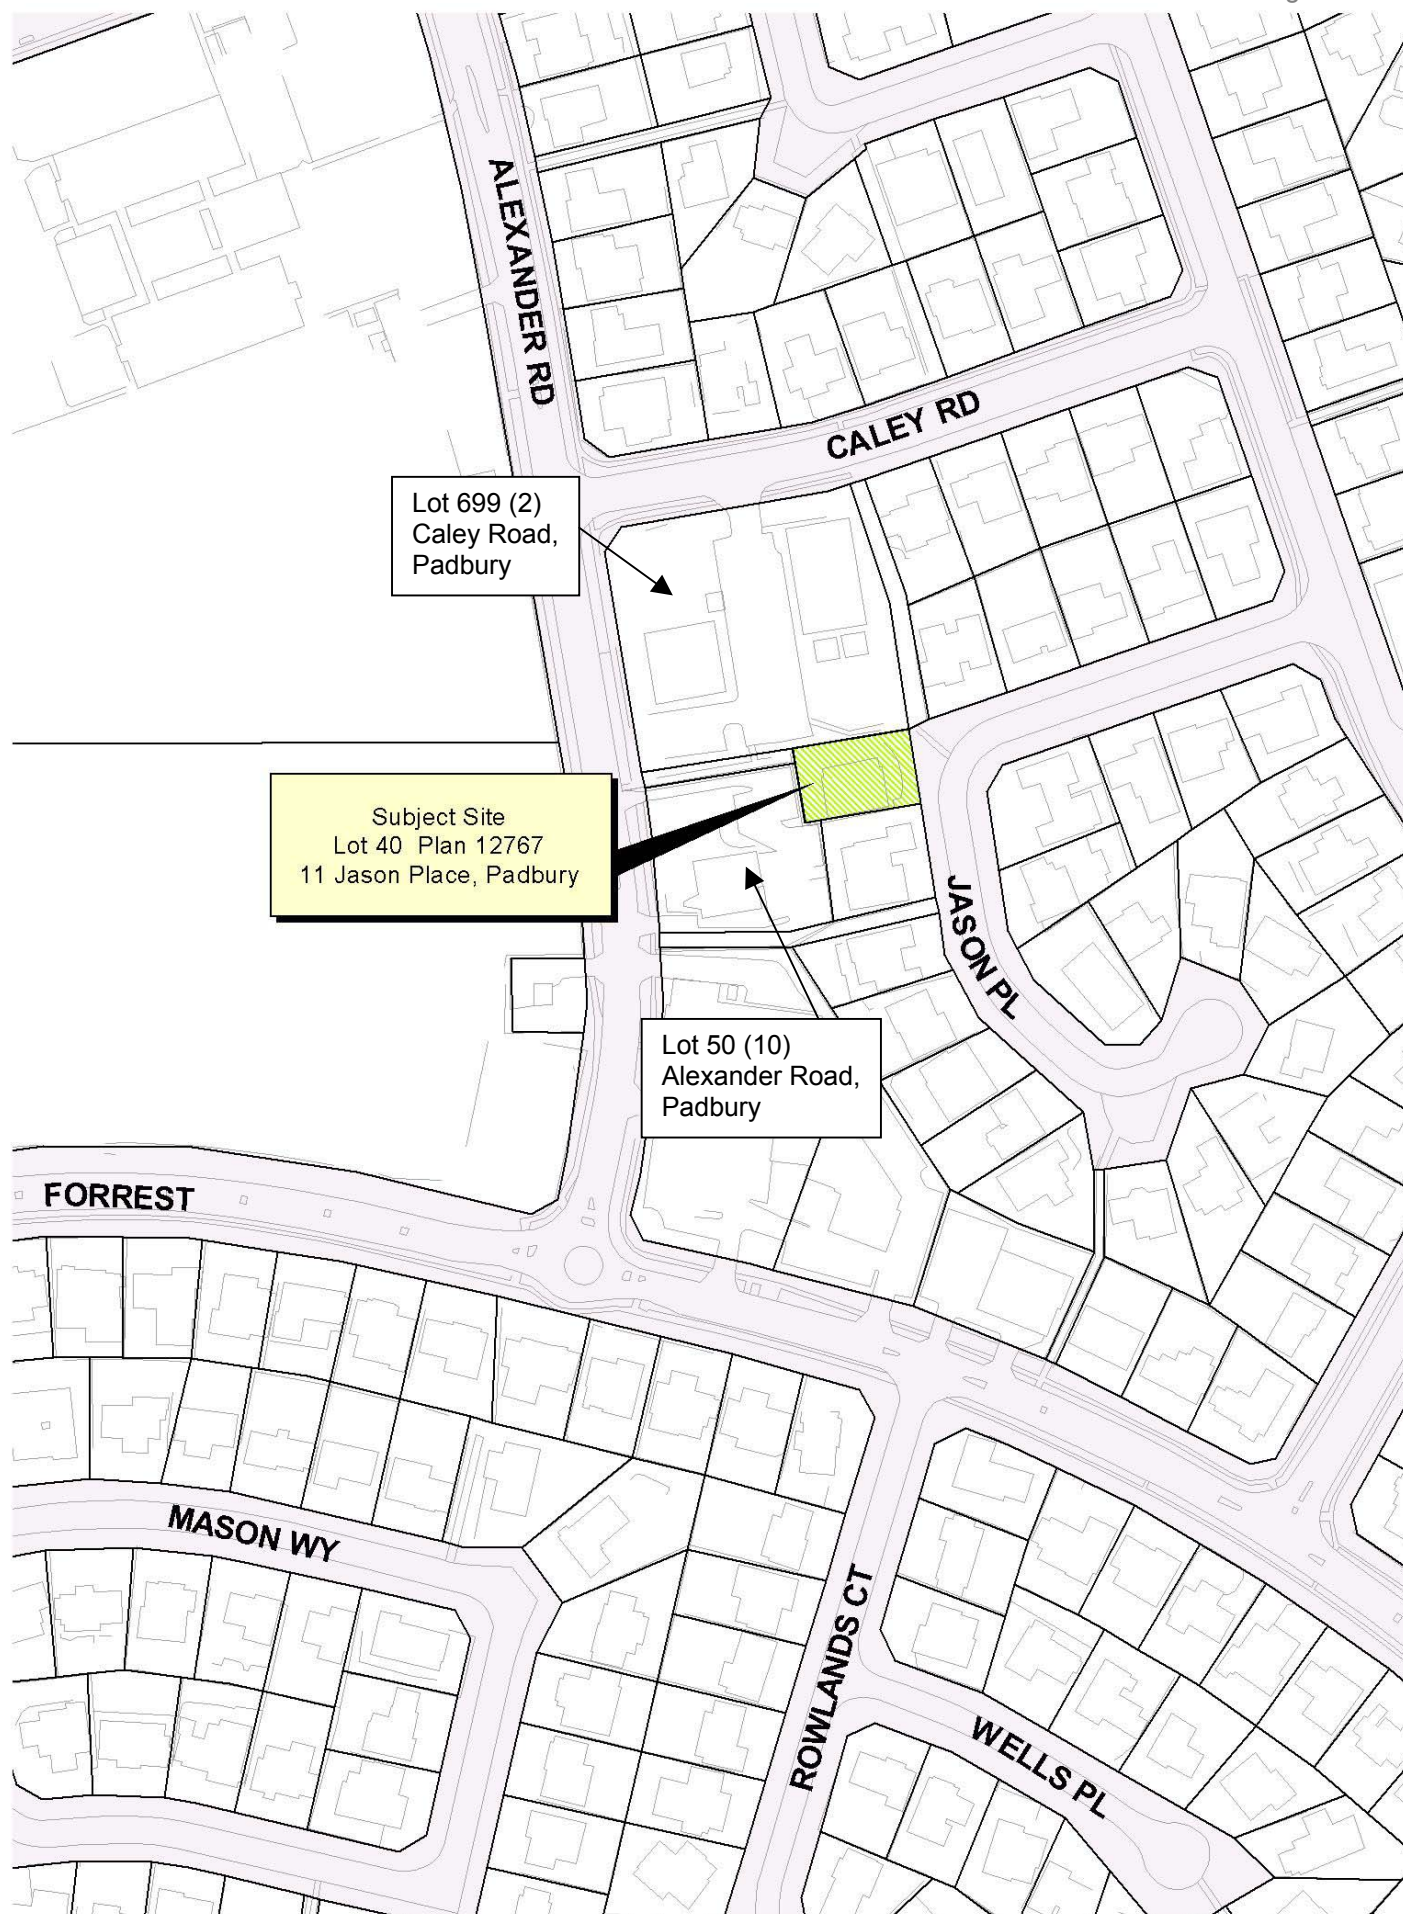 ALEXANDER RD
CALEY RD
Lot 699 (2)
Caley Road,
Padbury
Subject Site
Lot 40 Plan 12767
11 Jason Place, Padbury
JASON PL
Lot 50 (10)
Alexander Road,
Padbury
FORREST
MASON WY
ROWLANDS CT
WELLS PL